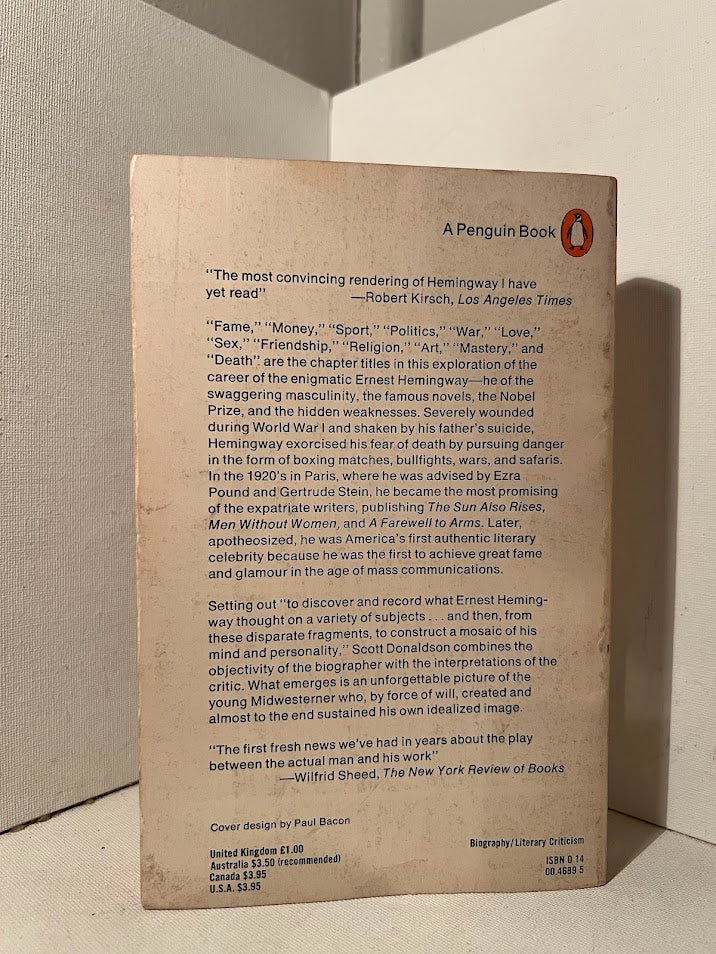 A Penguin Book
“The most convincing rendering of Hemingway I have
yet read”
—Robert Kirsch, Los Angeles Times
“Fame,” “Money,” “Sport,” “Politics,” “War,” “Love,”
“Sex,” “Friendship,” “Religion,” “Art,” “Mastery,” and
“Death” are the chapter titles in this exploration of the
career of the enigmatic Ernest Hemingway—he of the
swaggering masculinity, the famous novels, the Nobel
Prize, and the hidden weaknesses. Severely wounded
during World War I and shaken by his father’s suicide,
Hemingway exorcised his fear of death by pursuing danger
in the form of boxing matches, bullfights, wars, and safaris.
In the 1920’s in Paris, where he was advised by Ezra
Pound and Gertrude Stein, he became the most promising
of the expatriate writers, publishing The Sun Also Rises,
Men Without Women, and A Farewell to Arms. Later,
apotheosized, he was America’s first authentic literary
celebrity because he was the first to achieve great fame
and glamour in the age of mass communications.
Setting out “to discover and record what Ernest Heming-
way thought on a variety of subjects . . . and then, from
these disparate fragments, to construct a mosaic of his
mind and personality,” Scott Donaldson combines the
objectivity of the biographer with the interpretations of the
critic. What emerges is an unforgettable picture of the
young Midwesterner who, by force of will, created and
almost to the end sustained his own idealized image.
“The first fresh news we’ve had in years about the play
between the actual man and his work”
—Wilfrid Sheed, The New York Review of Books
Cover design by Paul Bacon
United Kingdom £1.00
Australia $3.50 (recommended)
Canada $3.95
U.S.A. $3.95
Biography/Literary Criticism
ISBN 0 14
00.4689 5